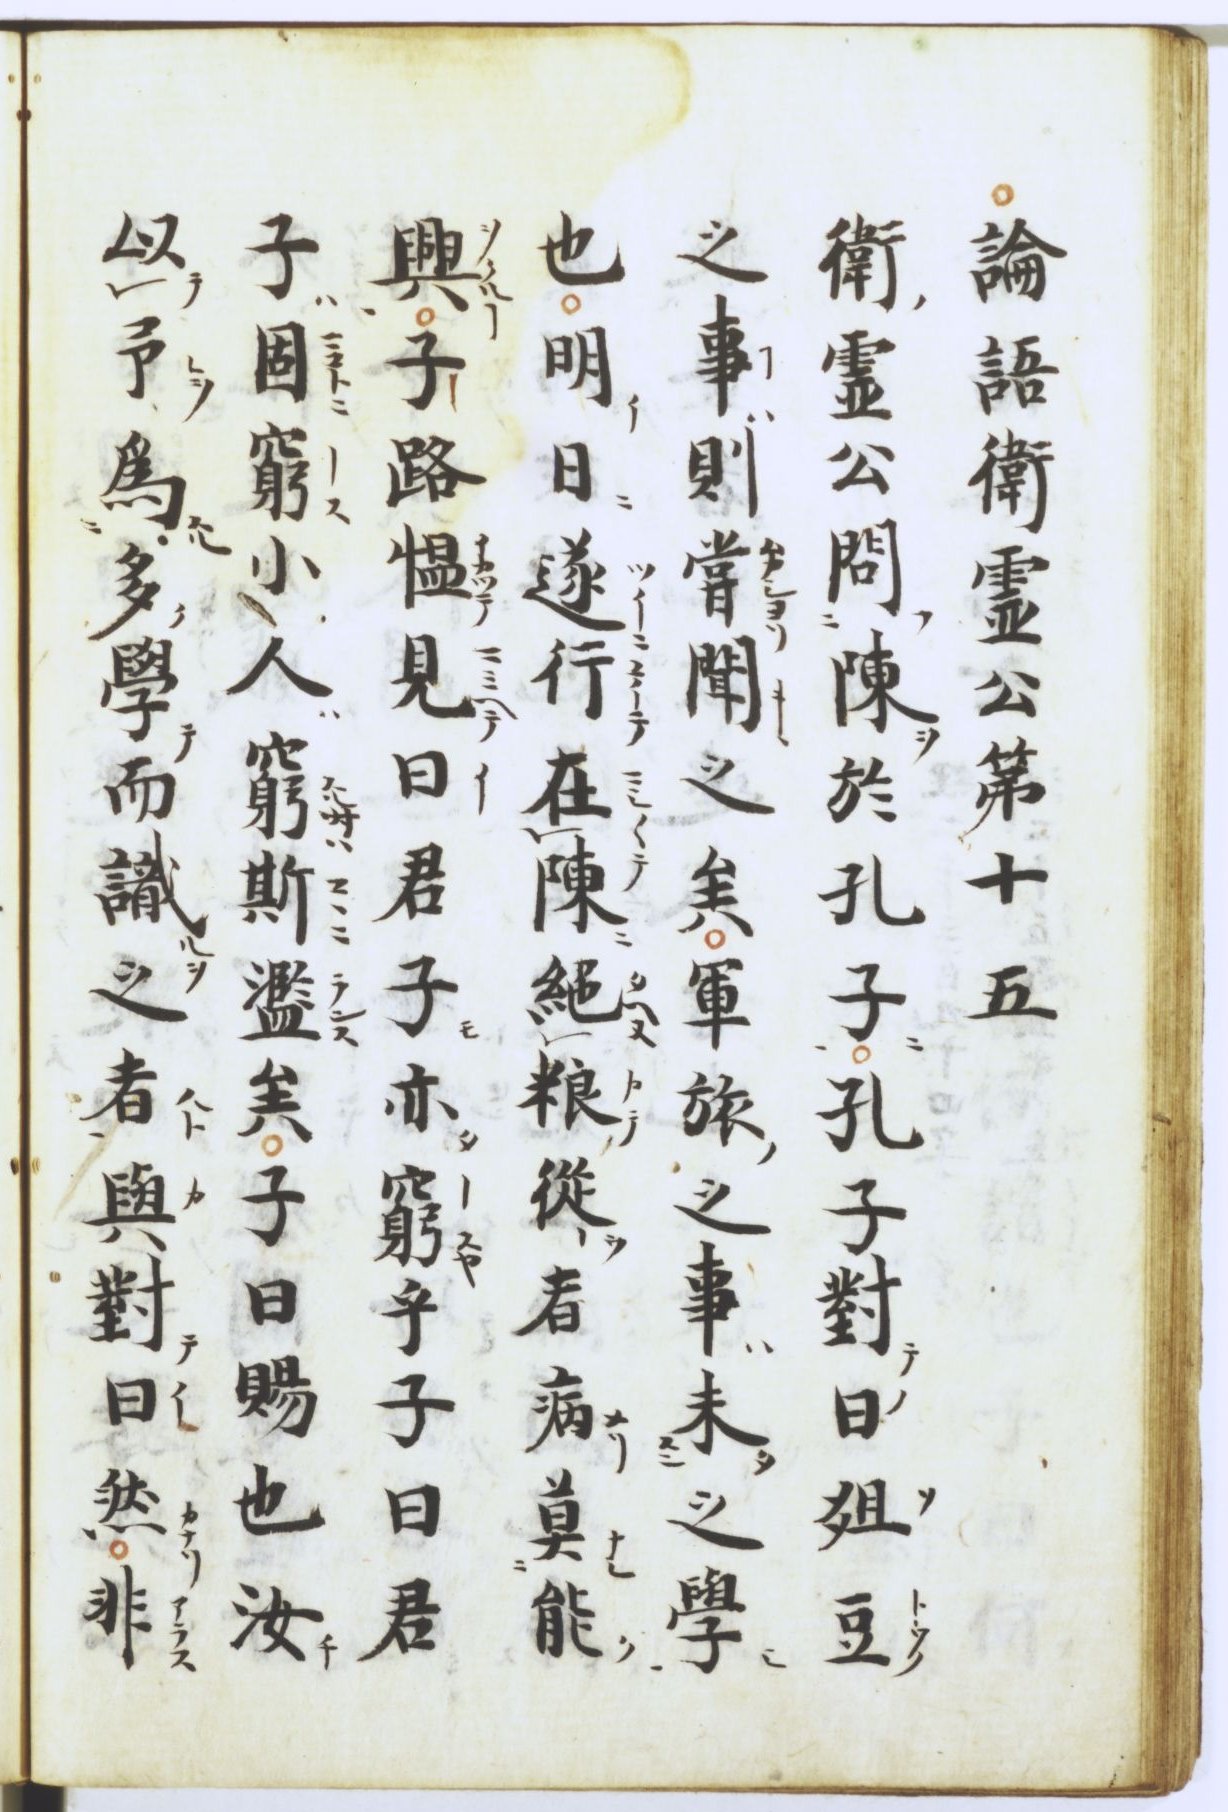 論語衛霊公第十五
衛霊公問陳於孔子孔子對曰爼豆
之事則甞聞之矣軍旅之事未之學
也明日遂行在陳絕粮從者病莫能
興子路慍見曰君子亦窮乎子曰君
子固窮小人窮斯濫矣子曰賜也汝
以予爲多學而識之者與對曰然非